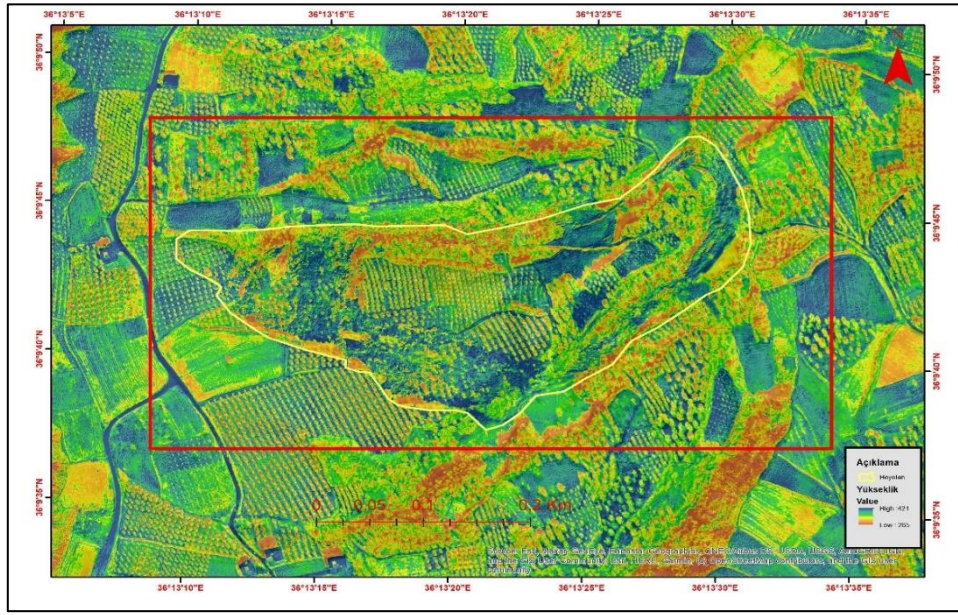 36°13'5"E 36°13'10"E 36°13'15"E 36°13'20"E 36°13'25"E 36°13'30"E 36°13'35"E
N
36°9'50"N 36°9'50"N
36°9'45"N 36°9'45"N
36°9'40"N 36°9'40"N
36°9'35"N 36°9'35"N
Açıklama
Heyelan
Yükseklik
Value
High : 421
Low : 265
0 0.05 0.1 0.2 Km
Source: Esri,
community
36°13'10"E 36°13'15"E 36°13'20"E 36°13'25"E 36°13'30"E 36°13'35"E